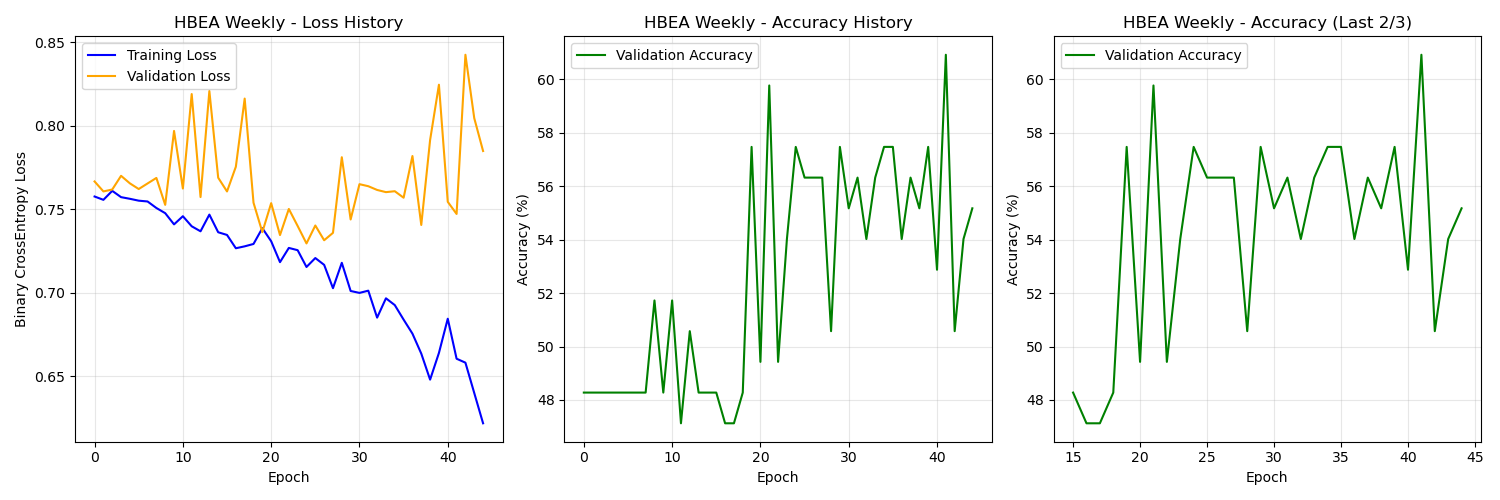 HBEA Weekly - Loss History
Training Loss
Validation Loss
Binary CrossEntropy Loss
0.85
0.80
0.75
0.70
0.65
0
10
20
30
40
Epoch
HBEA Weekly - Accuracy History
Validation Accuracy
Accuracy (%)
60
58
56
54
52
50
48
0
10
20
30
40
Epoch
HBEA Weekly - Accuracy (Last 2/3)
Validation Accuracy
Accuracy (%)
60
58
56
54
52
50
48
15
20
25
30
35
40
45
Epoch